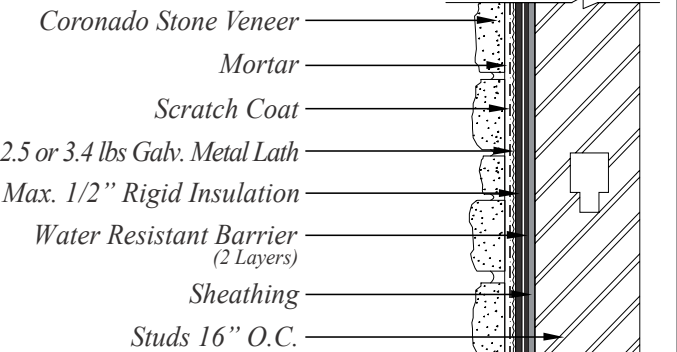 Coronado Stone Veneer
Mortar
Scratch Coat
2.5 or 3.4 lbs Galv. Metal Lath
Max. 1/2” Rigid Insulation
Water Resistant Barrier
(2 Layers)
Sheathing
Studs 16” O.C.